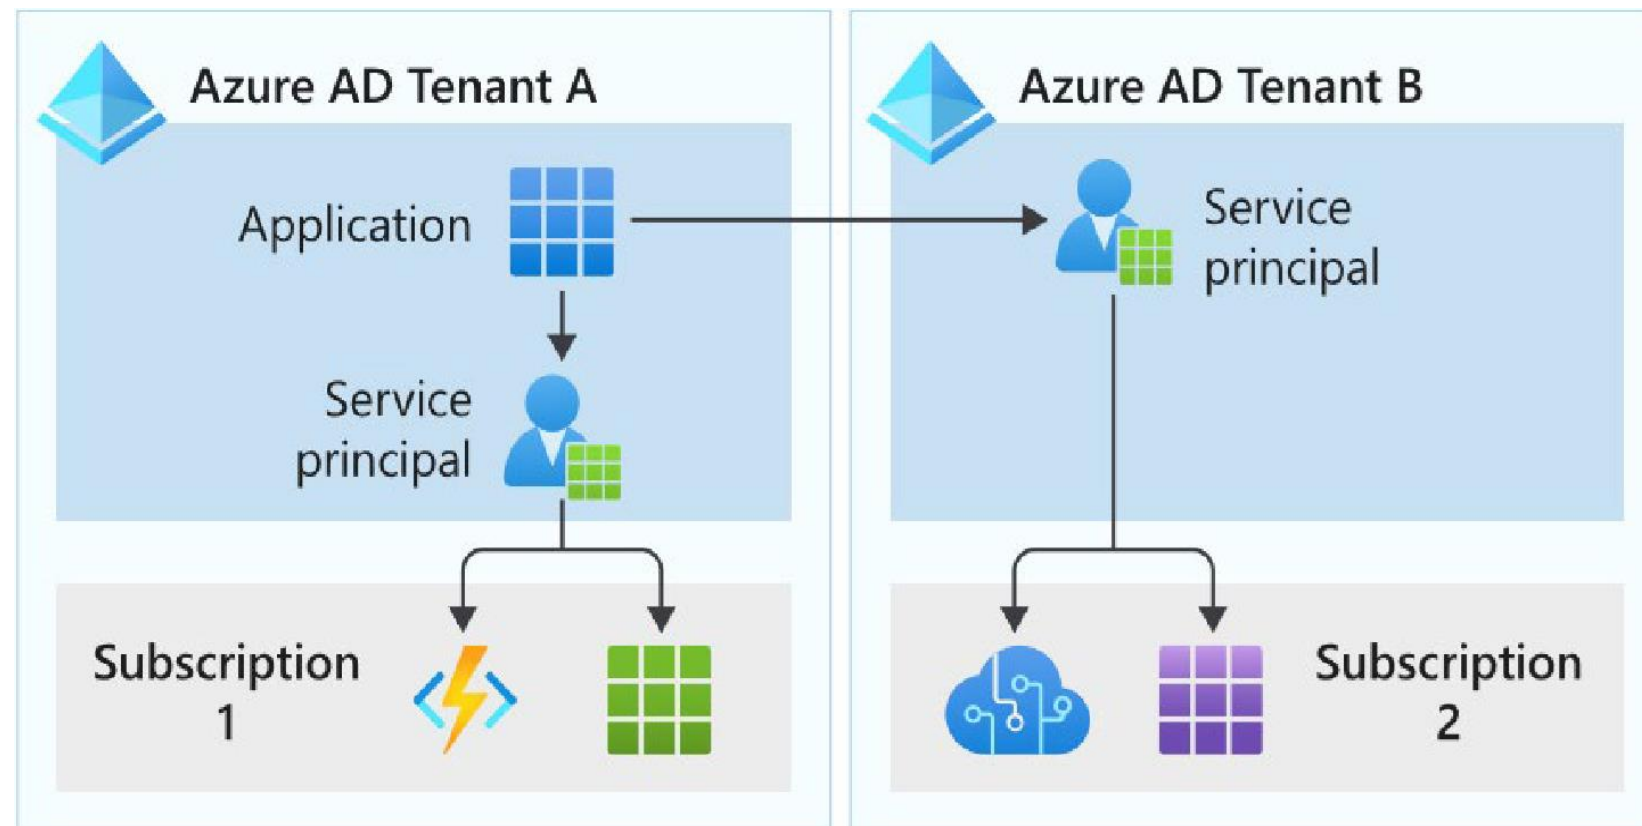 Azure AD Tenant A
Application
Service
principal
Subscription
1
Azure AD Tenant B
Service
principal
Subscription
2